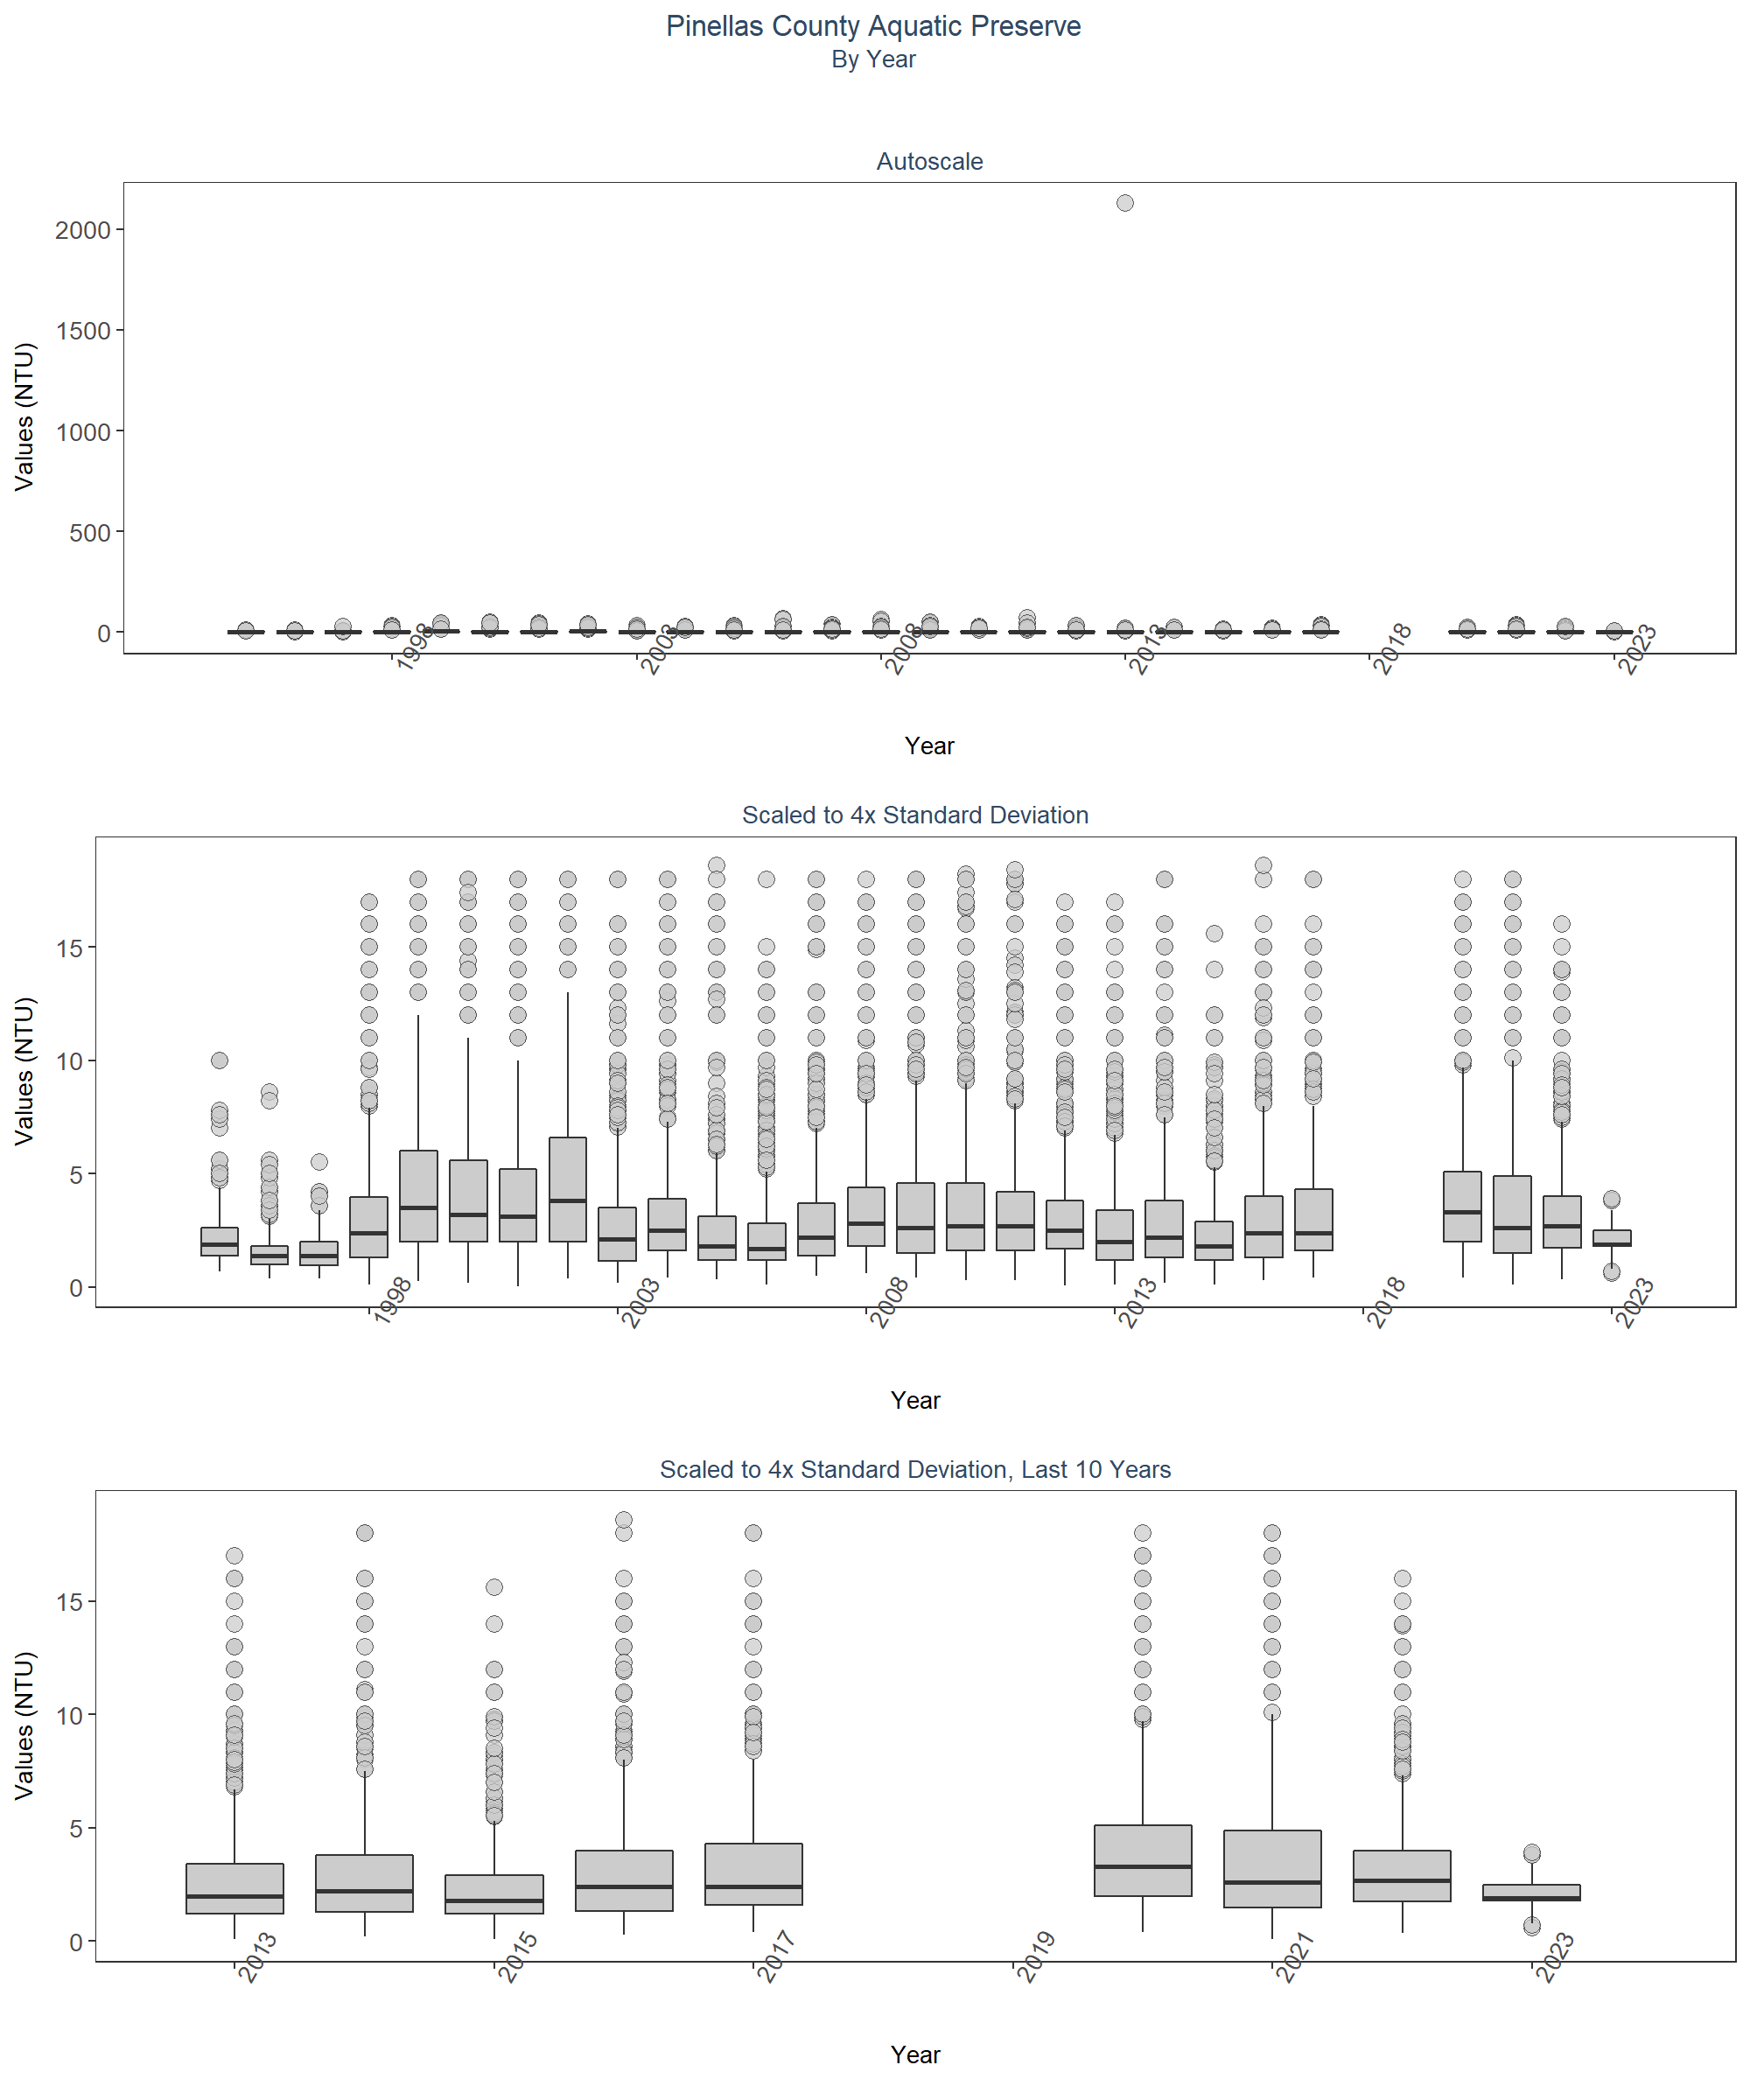 Pinellas County Aquatic Preserve
By Year
Autoscale
Values (NTU)
2000
1500
1000
500
0
1998
2003
2008
2013
2018
2023
Year
Scaled to 4x Standard Deviation
Values (NTU)
15
10
5
0
1998
2003
2008
2013
2018
2023
Year
Scaled to 4x Standard Deviation, Last 10 Years
Values (NTU)
15
10
5
0
2013
2015
2017
2019
2021
2023
Year